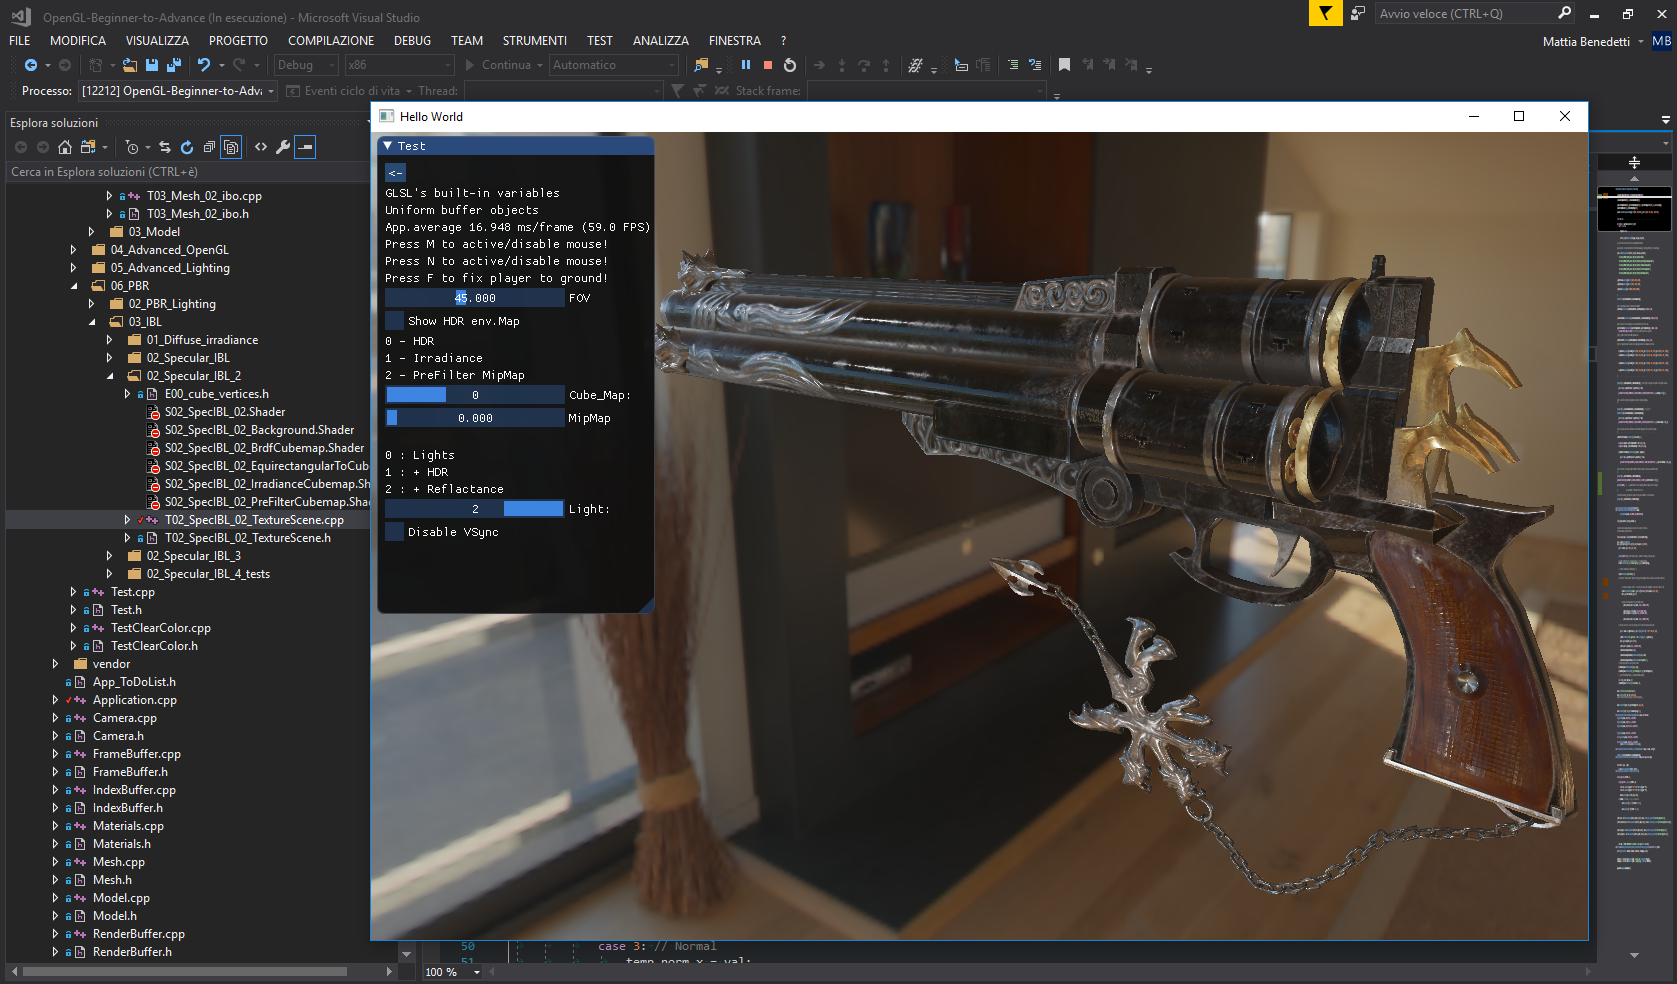 OpenGL-Beginner-to-Advance (In esecuzione) - Microsoft Visual Studio
Avvio veloce (CTRL+Q)
FILE MODIFICA VISUALIZZA PROGETTO COMPILAZIONE DEBUG TEAM STRUMENTI TEST ANALIZZA FINESTRA ?
Mattia Benedetti MB
Debug x86 Continua Automatico
Processo: [12212] OpenGL-Beginner-to-Adva Eventi ciclo di vita Thread: Stack frame:
Esplora soluzioni
Cerca in Esplora soluzioni (CTRL+è)
T03_Mesh_02_ibo.cpp
T03_Mesh_02_ibo.h
03_Model
04_Advanced_OpenGL
05_Advanced_Lighting
06_PBR
02_PBR_Lighting
03_IBL
01_Diffuse_irradiance
02_Specular_IBL
02_Specular_IBL_2
E00_cube_vertices.h
S02_SpecIBL_02.Shader
S02_SpecIBL_02_Background.Shader
S02_SpecIBL_02_BrdfCubemap.Shader
S02_SpecIBL_02_EquirectangularToCub
S02_SpecIBL_02_IrradianceCubemap.Sh
S02_SpecIBL_02_PreFilterCubemap.Shad
T02_SpecIBL_02_TextureScene.cpp
T02_SpecIBL_02_TextureScene.h
02_Specular_IBL_3
02_Specular_IBL_4_tests
Test.cpp
Test.h
TestClearColor.cpp
TestClearColor.h
vendor
App_ToDoList.h
Application.cpp
Camera.cpp
Camera.h
FrameBuffer.cpp
FrameBuffer.h
IndexBuffer.cpp
IndexBuffer.h
Materials.cpp
Materials.h
Mesh.cpp
Mesh.h
Model.cpp
Model.h
RenderBuffer.cpp
RenderBuffer.h
Hello World
Test
<-
GLSL's built-in variables
Uniform buffer objects
App.average 16.948 ms/frame (59.0 FPS)
Press M to active/disable mouse!
Press N to active/disable mouse!
Press F to fix player to ground!
45.000 FOV
Show HDR env.Map
0 - HDR
1 - Irradiance
2 - PreFilter MipMap
0 Cube_Map:
0.000 MipMap
0 : Lights
1 : + HDR
2 : + Reflactance
2 Light:
Disable VSync
50 case 3: // Normal
51 temp_norm.x = val;
100 %